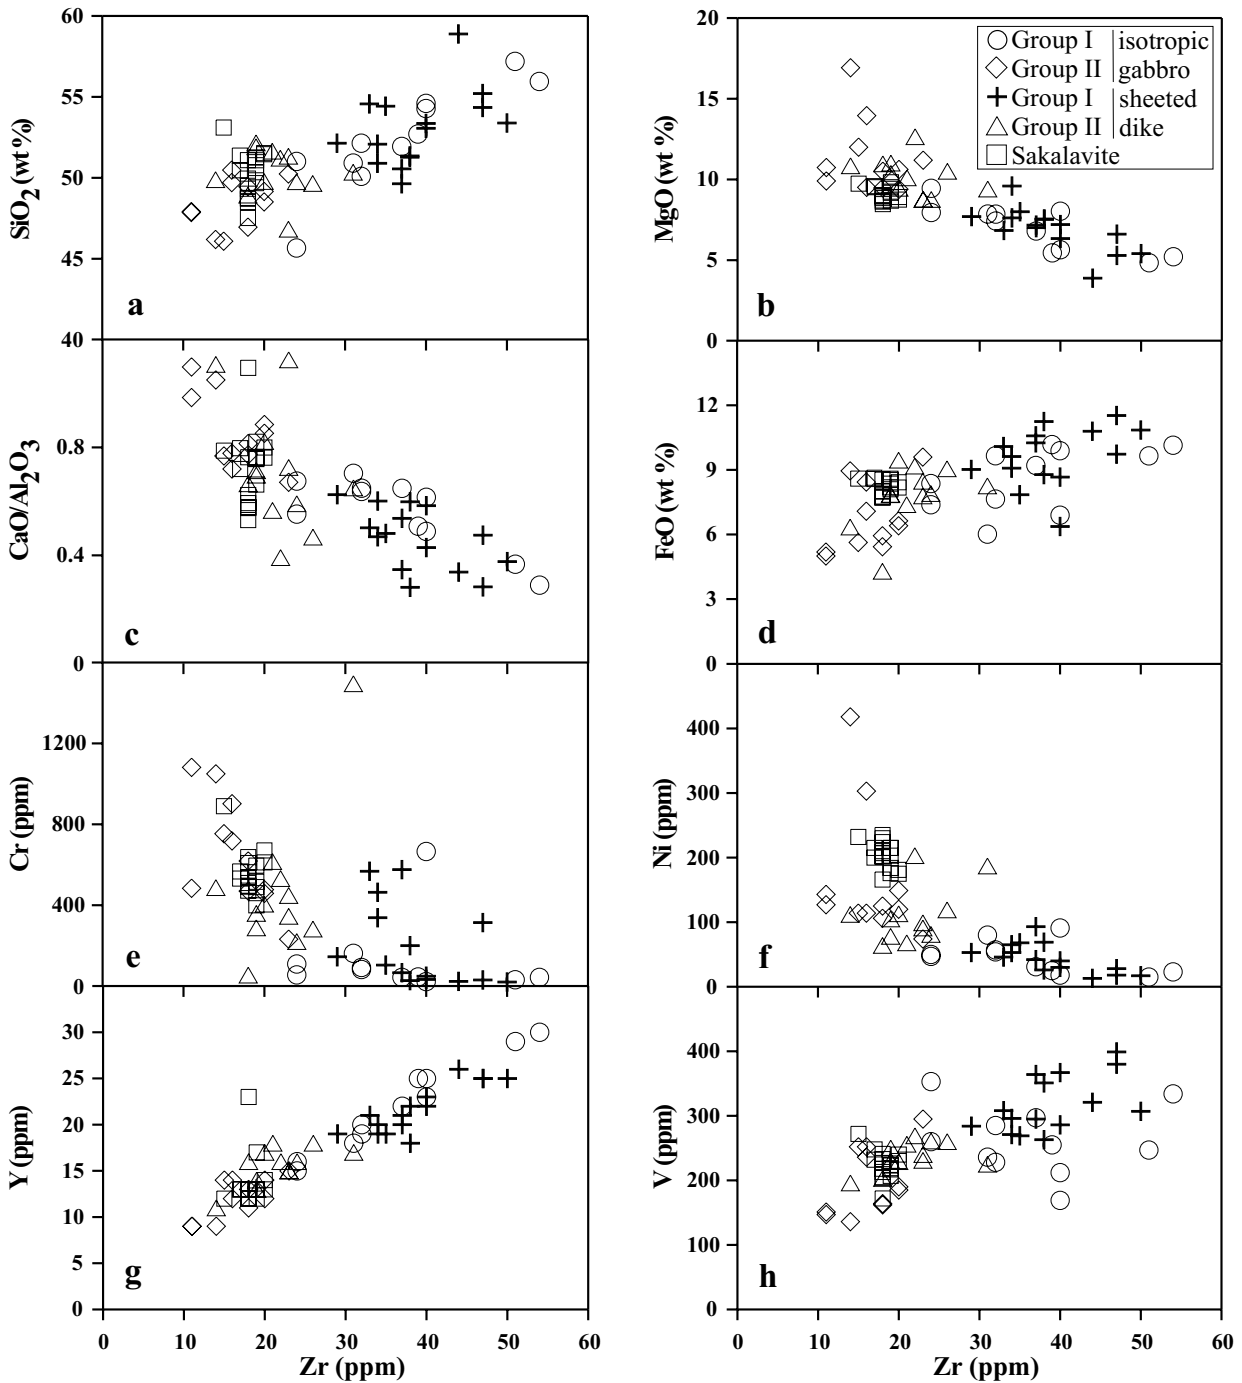 60
55
50
45
40
SiO2 (wt %)
a
20
15
10
5
0
MgO (wt %)
b
Group I isotropic
Group II gabbro
Group I sheeted
Group II dike
Sakalavite
0.8
0.4
0
CaO/Al2O3
c
12
9
6
3
0
FeO (wt %)
d
1200
800
400
0
Cr (ppm)
e
400
300
200
100
0
Ni (ppm)
f
30
25
20
15
10
5
0
Y (ppm)
g
400
300
200
100
0
V (ppm)
h
0 10 20 30 40 50 60
Zr (ppm)
0 10 20 30 40 50 60
Zr (ppm)